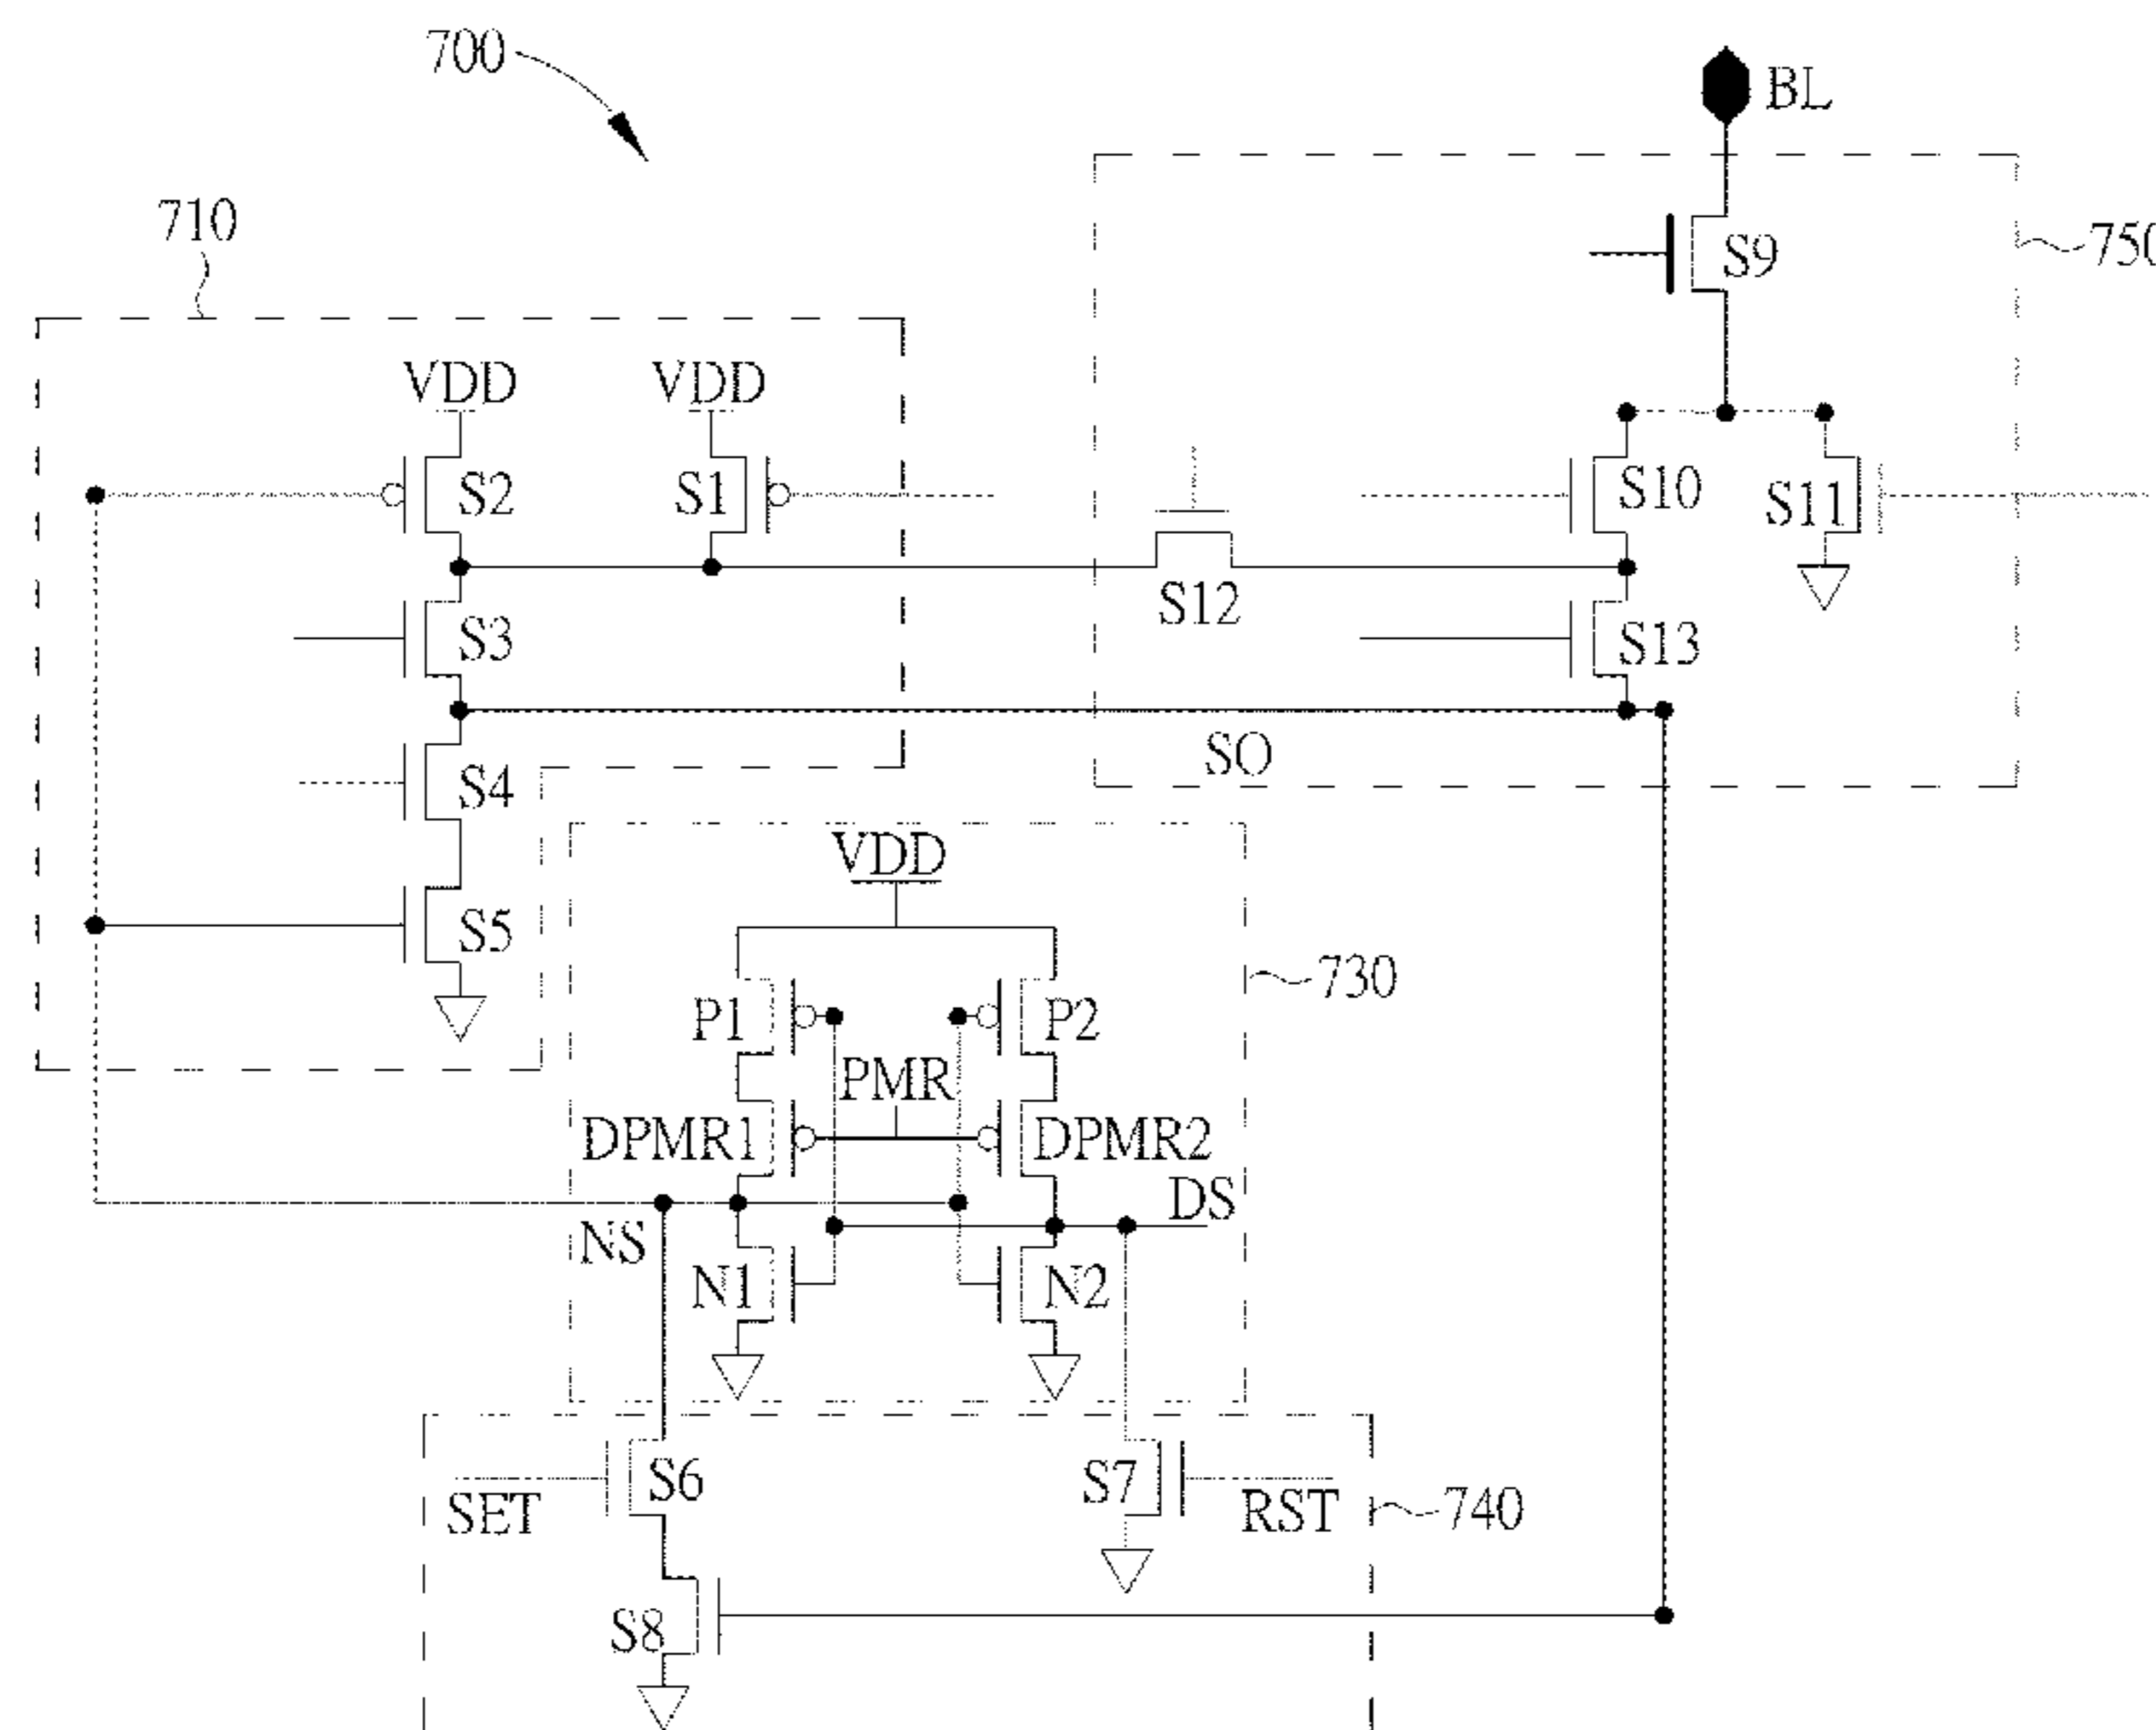 700
BL
710
S9
750
VDD VDD
S2 S1 S10 S11
S12
S3 S13
SO
S4
VDD
S5
730
P1 P2
PMR
DPMR1 DPMR2
DS
NS
N1 N2
S6 S7
SET RST 740
S8